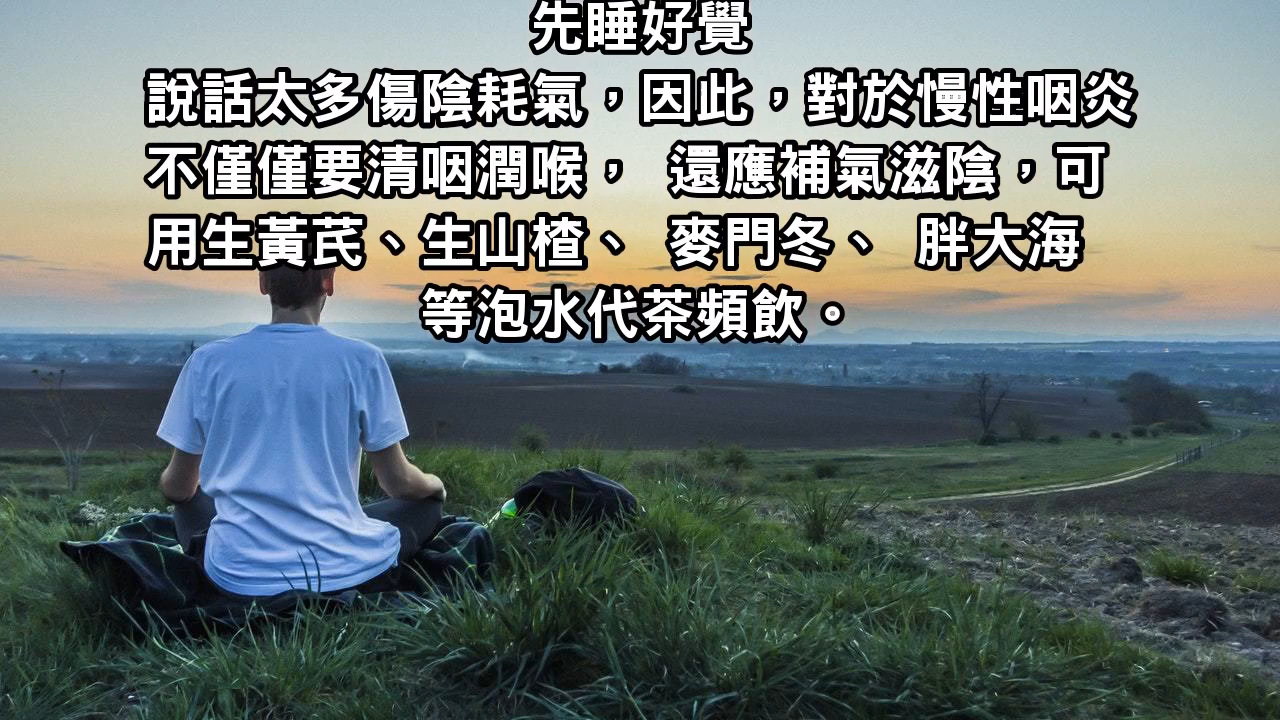 先睡好覺
說話太多傷陰耗氣，因此，對於慢性咽炎
不僅僅要清咽潤喉， 還應補氣滋陰，可
用生黃芪、生山楂、 麥門冬、 胖大海
等泡水代茶頻飲。